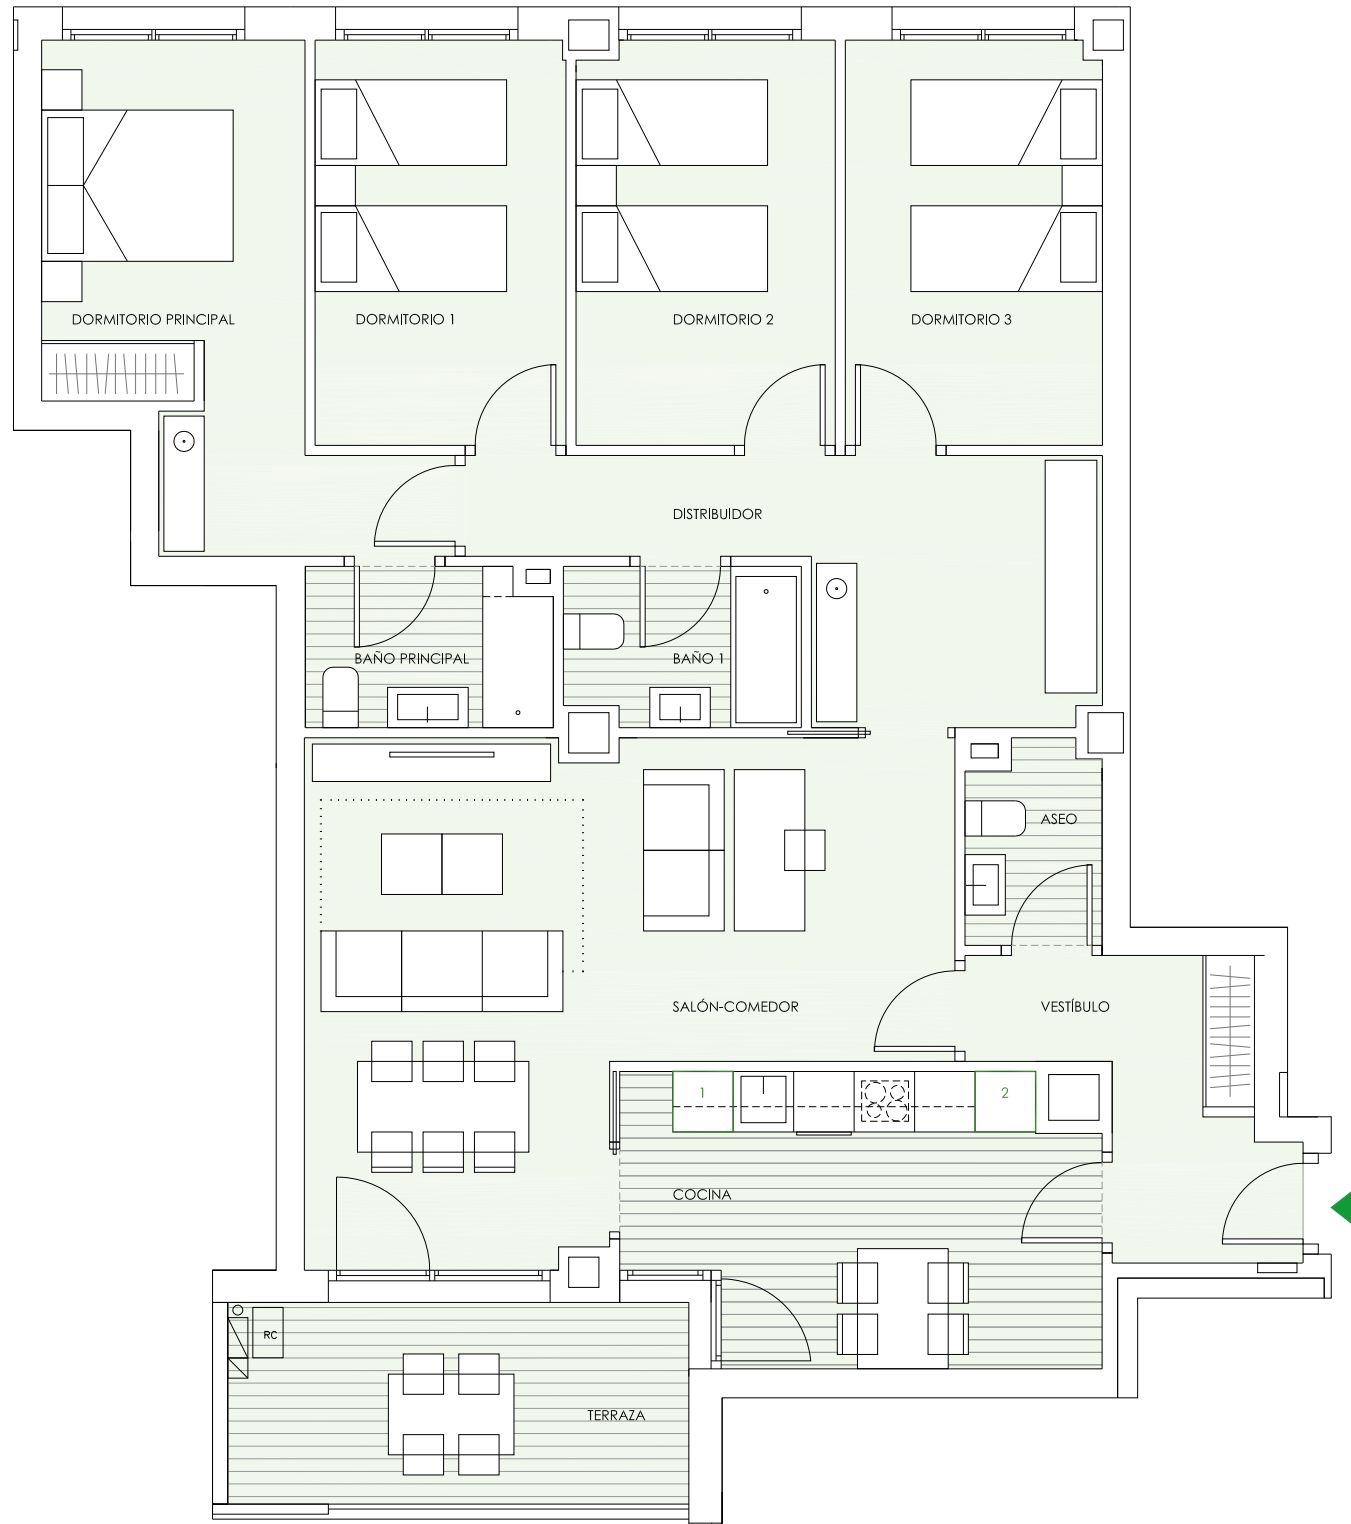 DORMITORIO PRINCIPAL
DORMITORIO 1
DORMITORIO 2
DORMITORIO 3
DISTRIBUIDOR
BAÑO PRINCIPAL
BAÑO 1
ASEO
SALÓN-COMEDOR
VESTÍBULO
1
2
COCINA
RC
TERRAZA